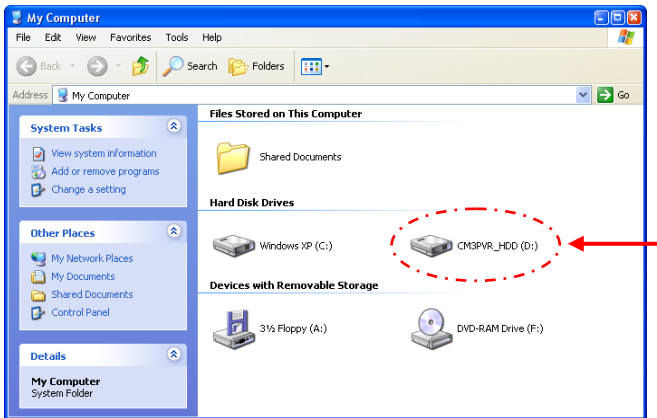 My Computer
File Edit View Favorites Tools Help
Back Search Folders
Address My Computer Go
System Tasks
View system information
Add or remove programs
Change a setting
Other Places
My Network Places
My Documents
Shared Documents
Control Panel
Details
My Computer
System Folder
Files Stored on This Computer
Shared Documents
Hard Disk Drives
Windows XP (C:)
CM3PVR_HDD (D:)
Devices with Removable Storage
3½ Floppy (A:)
DVD-RAM Drive (F:)